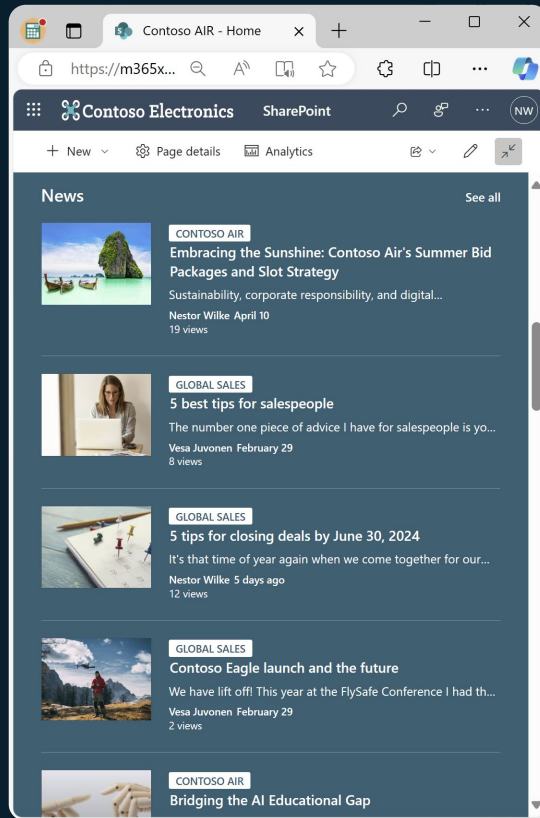 Contoso AIR - Home
https://m365x...
Contoso Electronics
SharePoint
NW
New
Page details
Analytics
News
See all
CONTOSO AIR
Embracing the Sunshine: Contoso Air's Summer Bid
Packages and Slot Strategy
Sustainability, corporate responsibility, and digital...
Nestor Wilke April 10
19 views
GLOBAL SALES
5 best tips for salespeople
The number one piece of advice I have for salespeople is yo...
Vesa Juvonen February 29
8 views
GLOBAL SALES
5 tips for closing deals by June 30, 2024
It's that time of year again when we come together for our...
Nestor Wilke 5 days ago
12 views
GLOBAL SALES
Contoso Eagle launch and the future
We have lift off! This year at the FlySafe Conference I had th...
Vesa Juvonen February 29
2 views
CONTOSO AIR
Bridging the AI Educational Gap